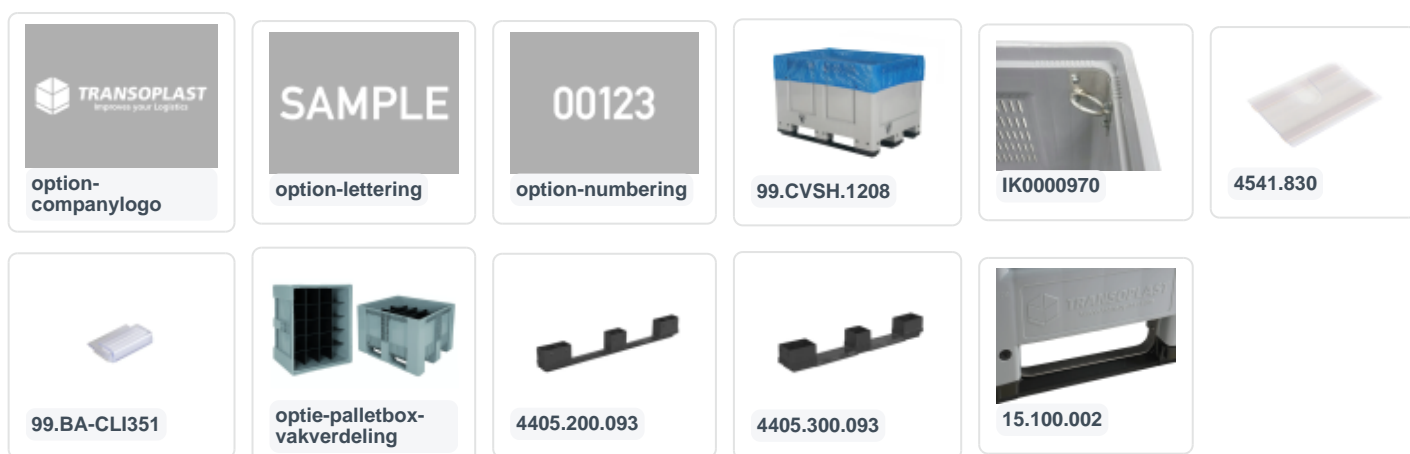 TRANSOPLAST
Improves your Logistics
option-
companylogo
SAMPLE
option-lettering
00123
option-numbering
99.CVSH.1208
IK0000970
4541.830
99.BA-CLI351
optie-palletbox-
vakverdeling
4405.200.093
4405.300.093
TRANSOPLAST
15.100.002